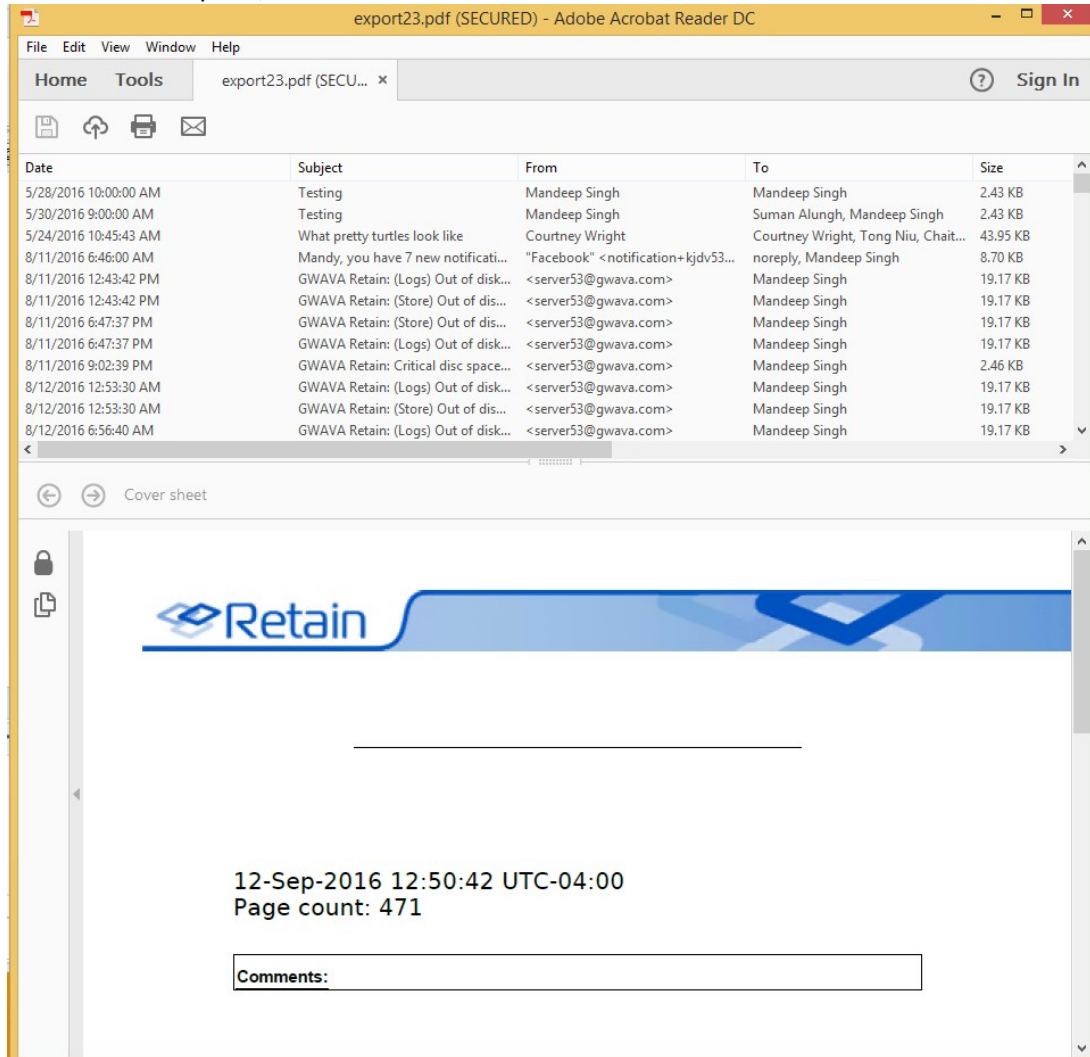 export23.pdf (SECURED) - Adobe Acrobat Reader DC
File Edit View Window Help
Home Tools export23.pdf (SECU... × ? Sign In
Date Subject From To Size
5/28/2016 10:00:00 AM Testing Mandeep Singh Mandeep Singh 2.43 KB
5/30/2016 9:00:00 AM Testing Mandeep Singh Suman Alungh, Mandeep Singh 2.43 KB
5/24/2016 10:45:43 AM What pretty turtles look like Courtney Wright Courtney Wright, Tong Niu, Chait... 43.95 KB
8/11/2016 6:46:00 AM Mandy, you have 7 new notificati... "Facebook" <notification+kjdv53... noreply, Mandeep Singh 8.70 KB
8/11/2016 12:43:42 PM GWAVA Retain: (Logs) Out of disk... <server53@gwava.com> Mandeep Singh 19.17 KB
8/11/2016 12:43:42 PM GWAVA Retain: (Store) Out of dis... <server53@gwava.com> Mandeep Singh 19.17 KB
8/11/2016 6:47:37 PM GWAVA Retain: (Store) Out of dis... <server53@gwava.com> Mandeep Singh 19.17 KB
8/11/2016 6:47:37 PM GWAVA Retain: (Logs) Out of disk... <server53@gwava.com> Mandeep Singh 19.17 KB
8/11/2016 9:02:39 PM GWAVA Retain: Critical disc space... <server53@gwava.com> Mandeep Singh 2.46 KB
8/12/2016 12:53:30 AM GWAVA Retain: (Logs) Out of disk... <server53@gwava.com> Mandeep Singh 19.17 KB
8/12/2016 12:53:30 AM GWAVA Retain: (Store) Out of dis... <server53@gwava.com> Mandeep Singh 19.17 KB
8/12/2016 6:56:40 AM GWAVA Retain: (Logs) Out of disk... <server53@gwava.com> Mandeep Singh 19.17 KB
Cover sheet
Retain
12-Sep-2016 12:50:42 UTC-04:00
Page count: 471
Comments: